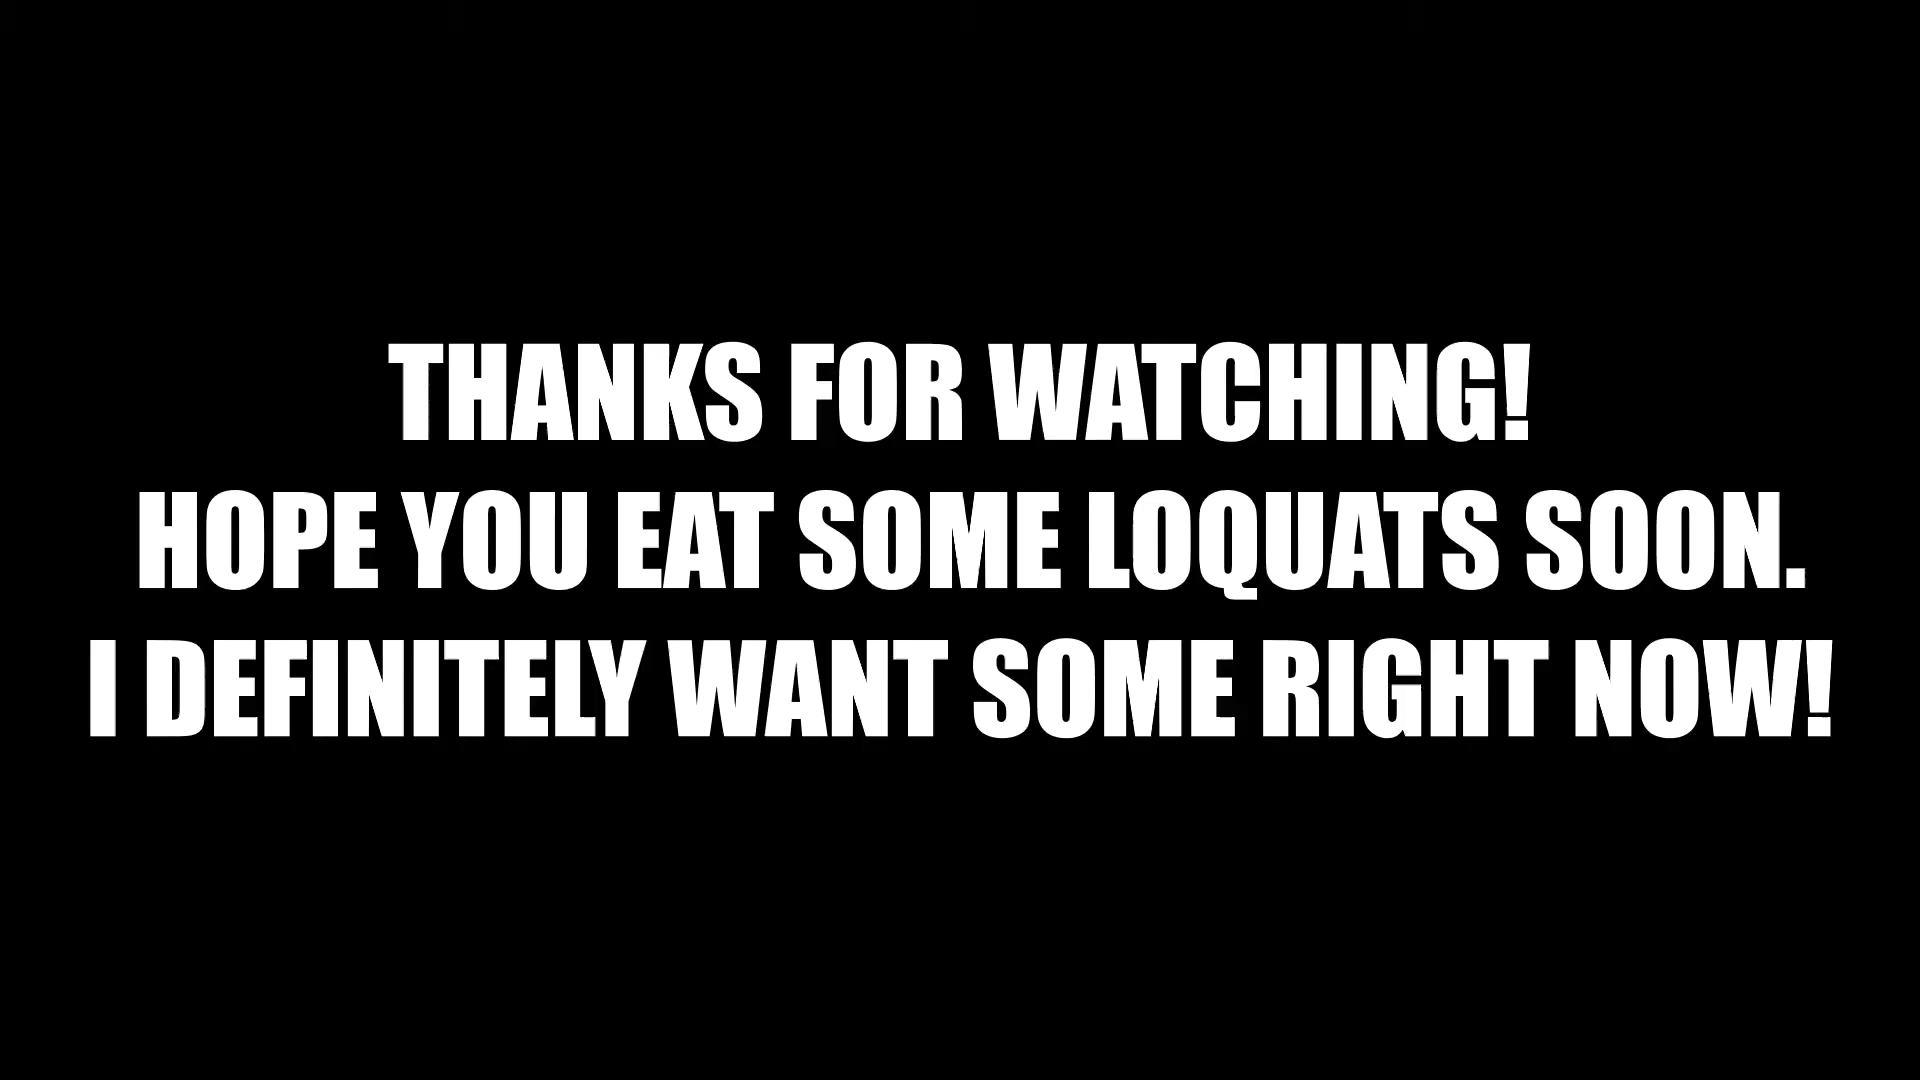 THANKS FOR WATCHING!
HOPE YOU EAT SOME LOQUATS SOON.
I DEFINITELY WANT SOME RIGHT NOW!